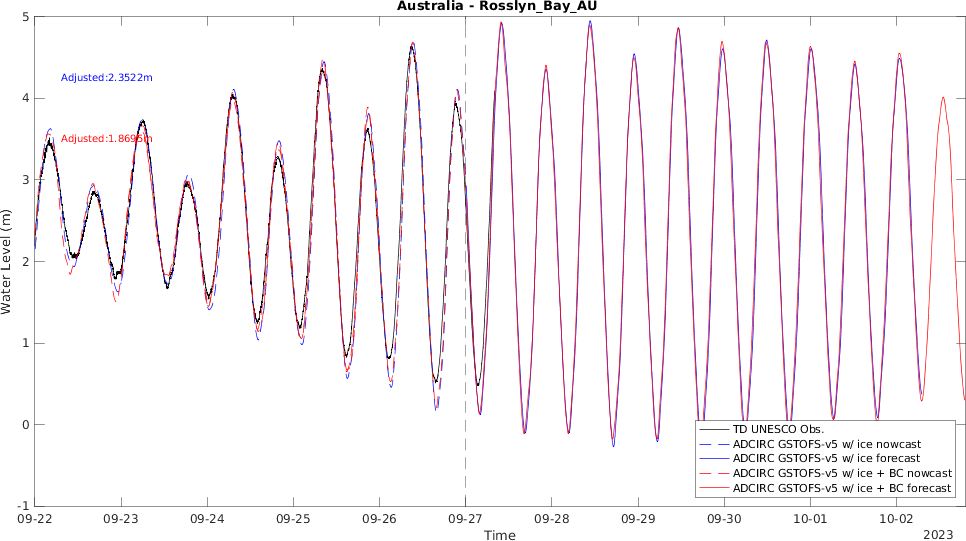 Australia - Rosslyn_Bay_AU
5
Adjusted:2.3522m
4
Adjusted:1.8695m
3
2
1
0
-1
Water Level (m)
TD UNESCO Obs.
ADCIRC GSTOFS-v5 w/ ice nowcast
ADCIRC GSTOFS-v5 w/ ice forecast
ADCIRC GSTOFS-v5 w/ ice + BC nowcast
ADCIRC GSTOFS-v5 w/ ice + BC forecast
09-22 09-23 09-24 09-25 09-26 09-27 09-28 09-29 09-30 10-01 10-02
Time
2023